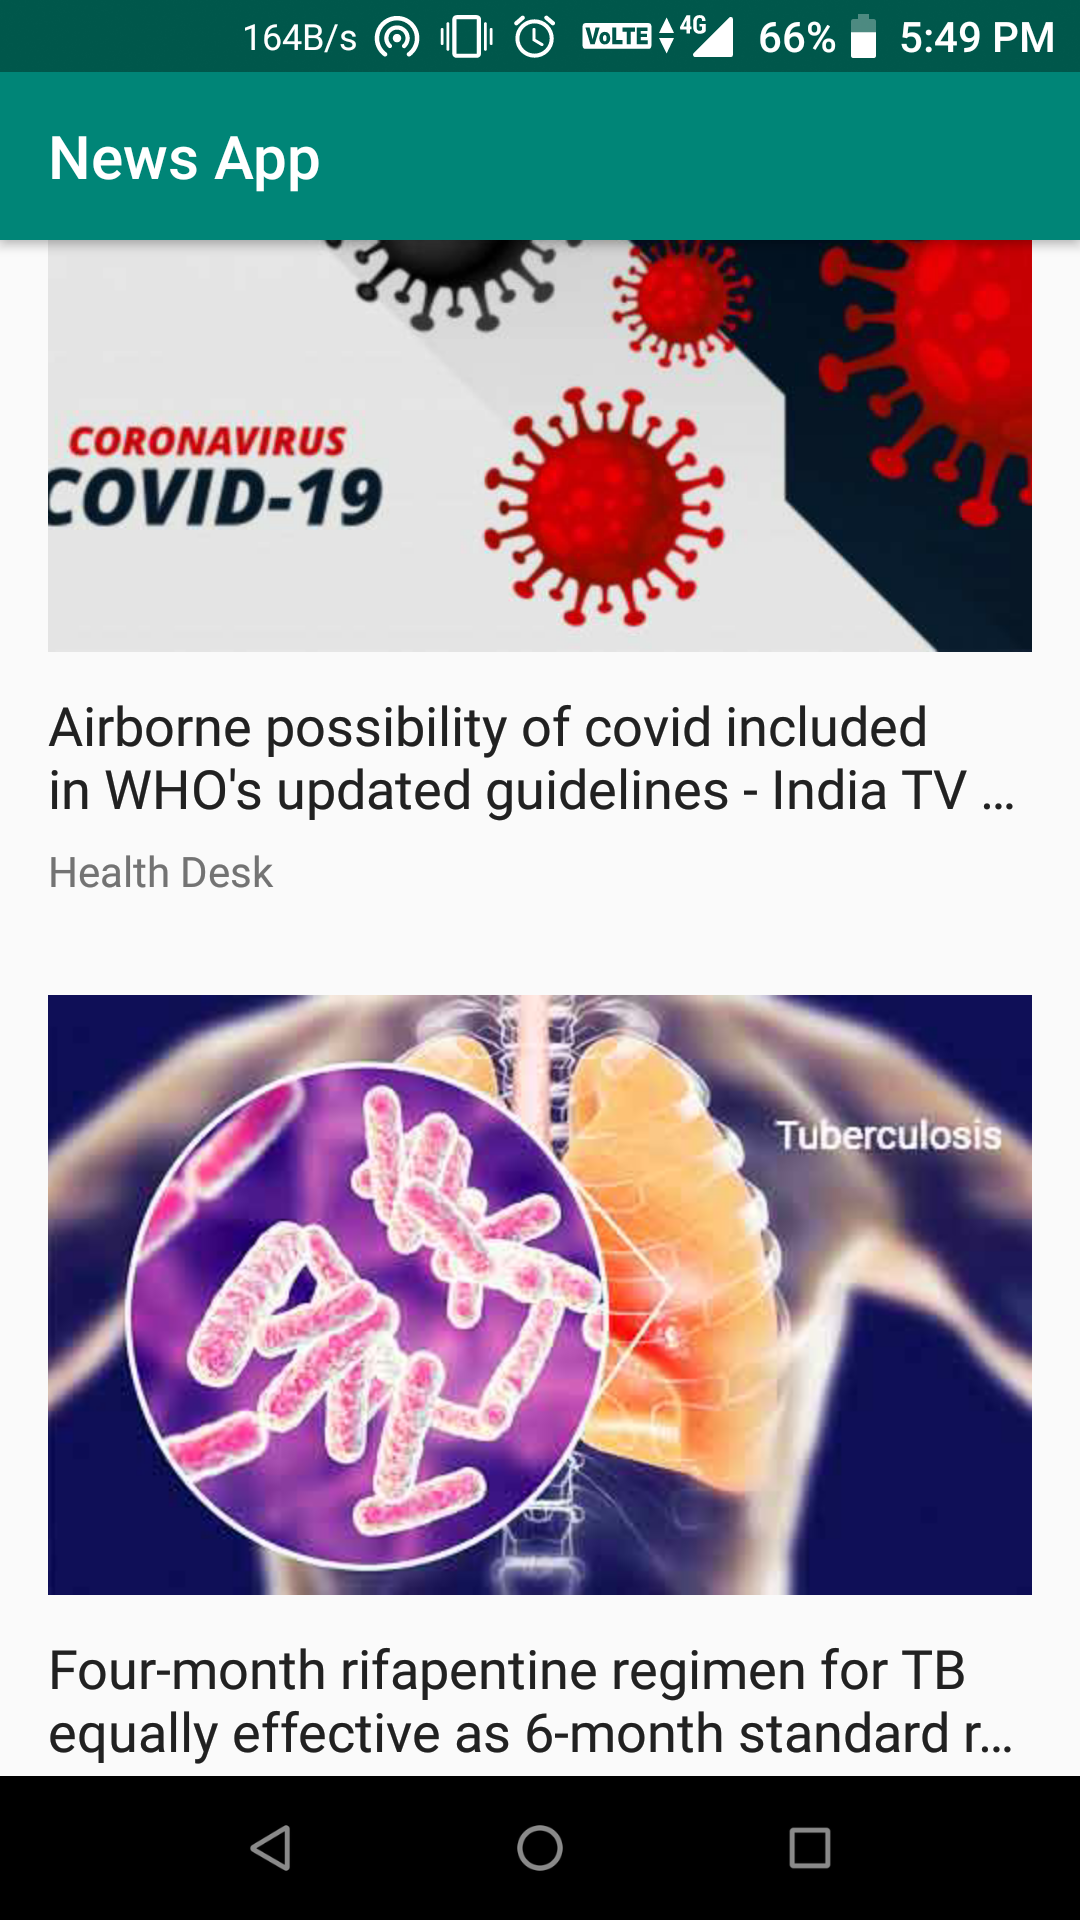 164B/s VoLTE 4G 66% 5:49 PM
News App
CORONAVIRUS
COVID-19
Airborne possibility of covid included
in WHO's updated guidelines - India TV ...
Health Desk
Tuberculosis
Four-month rifapentine regimen for TB
equally effective as 6-month standard r...